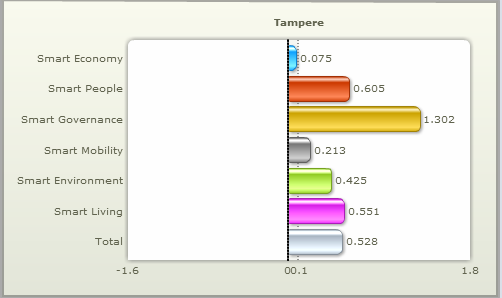 Tampere
Smart Economy 0.075
Smart People 0.605
Smart Governance 1.302
Smart Mobility 0.213
Smart Environment 0.425
Smart Living 0.551
Total 0.528
-1.6 00.1 1.8